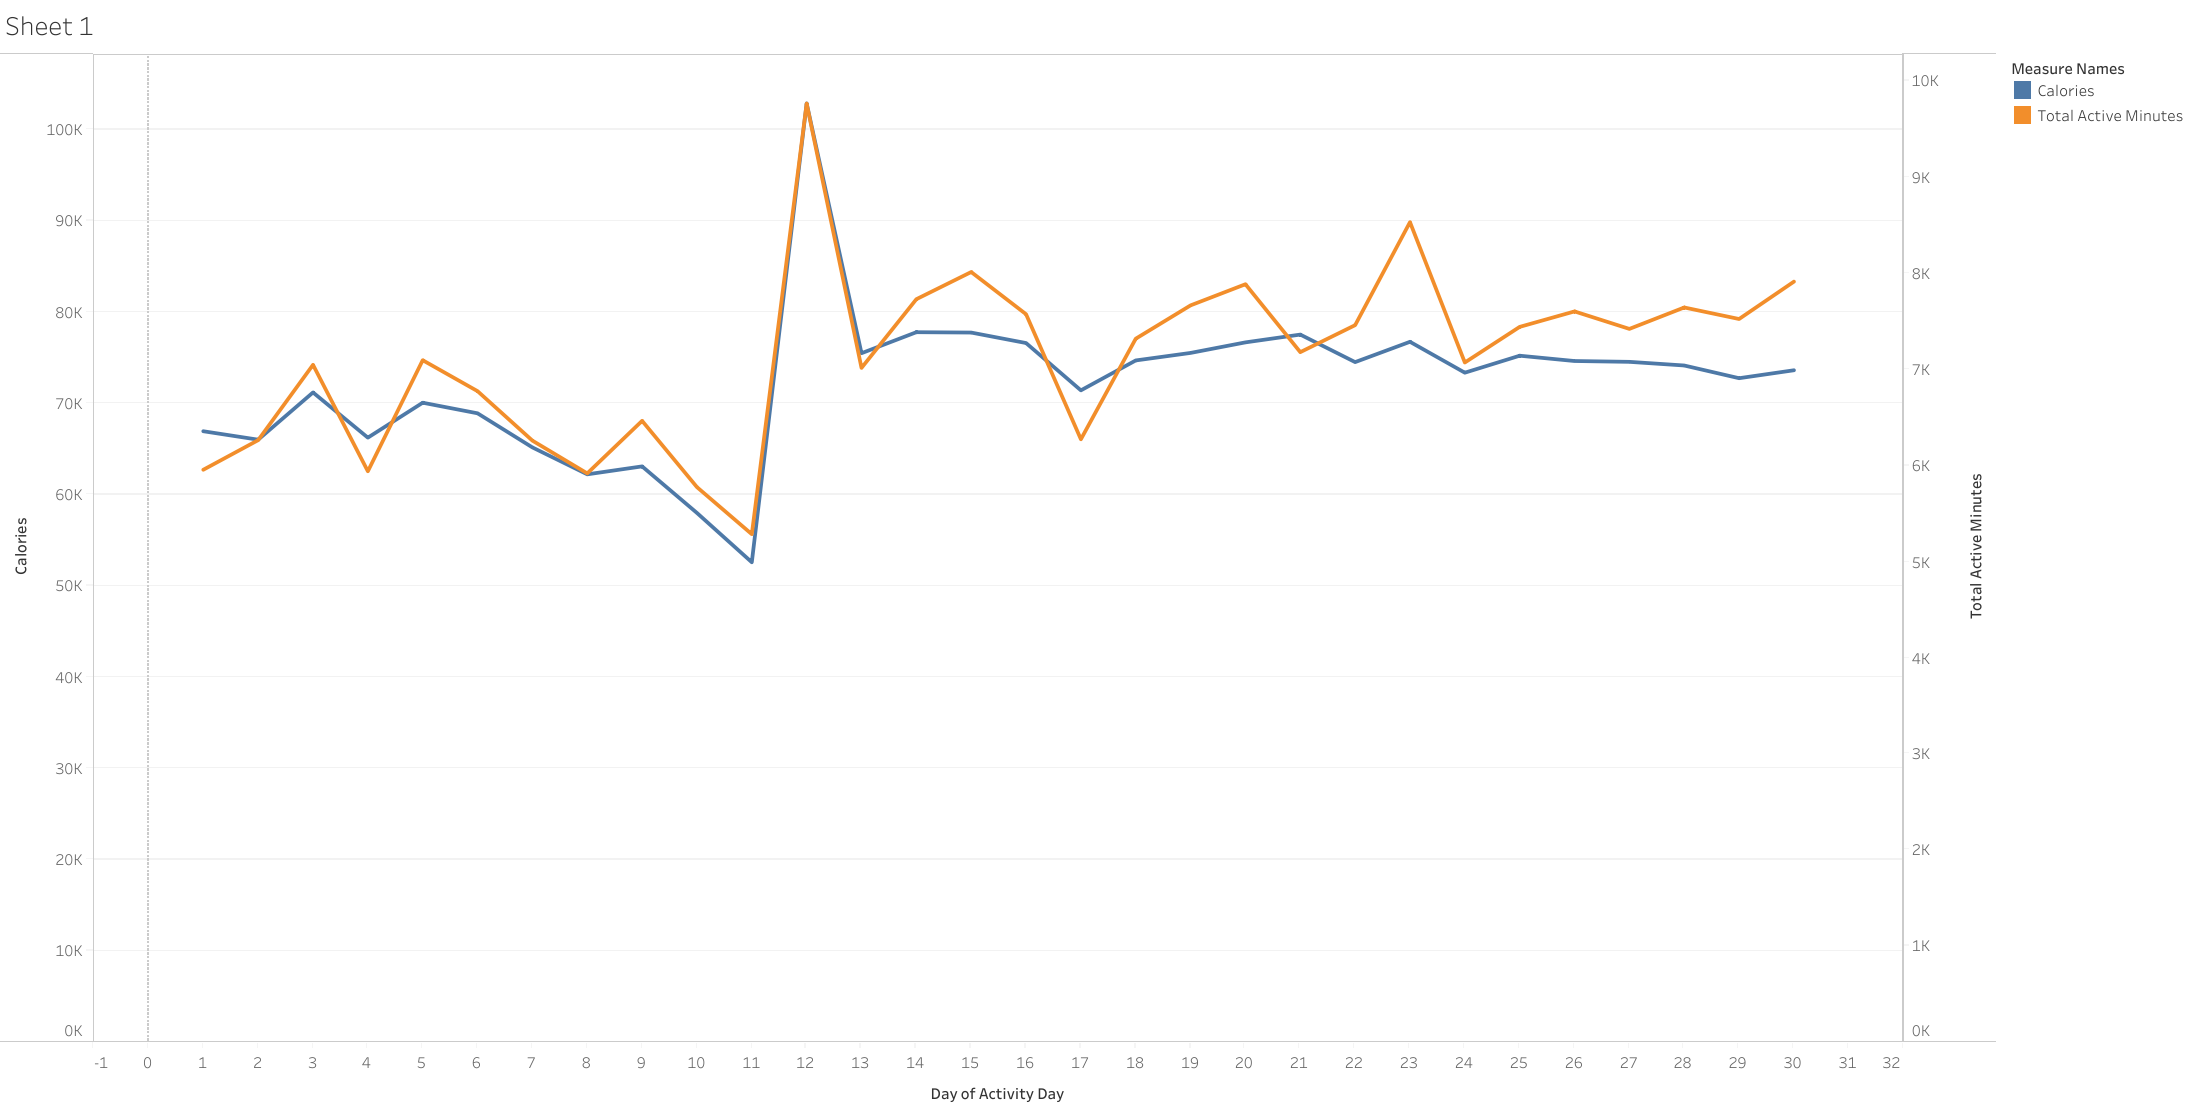 Sheet 1
Measure Names
Calories
Total Active Minutes
100K
90K
80K
70K
60K
50K
40K
30K
20K
10K
0K
Calories
10K
9K
8K
7K
6K
5K
4K
3K
2K
1K
0K
Total Active Minutes
-1 0 1 2 3 4 5 6 7 8 9 10 11 12 13 14 15 16 17 18 19 20 21 22 23 24 25 26 27 28 29 30 31 32
Day of Activity Day